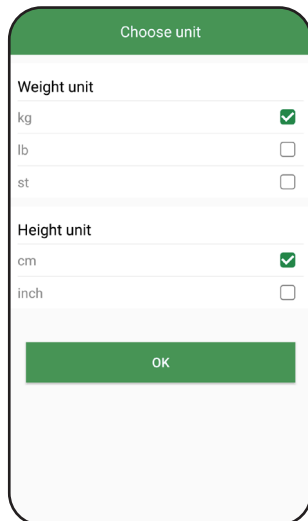 Choose unit
Weight unit
kg
lb
st
Height unit
cm
inch
OK